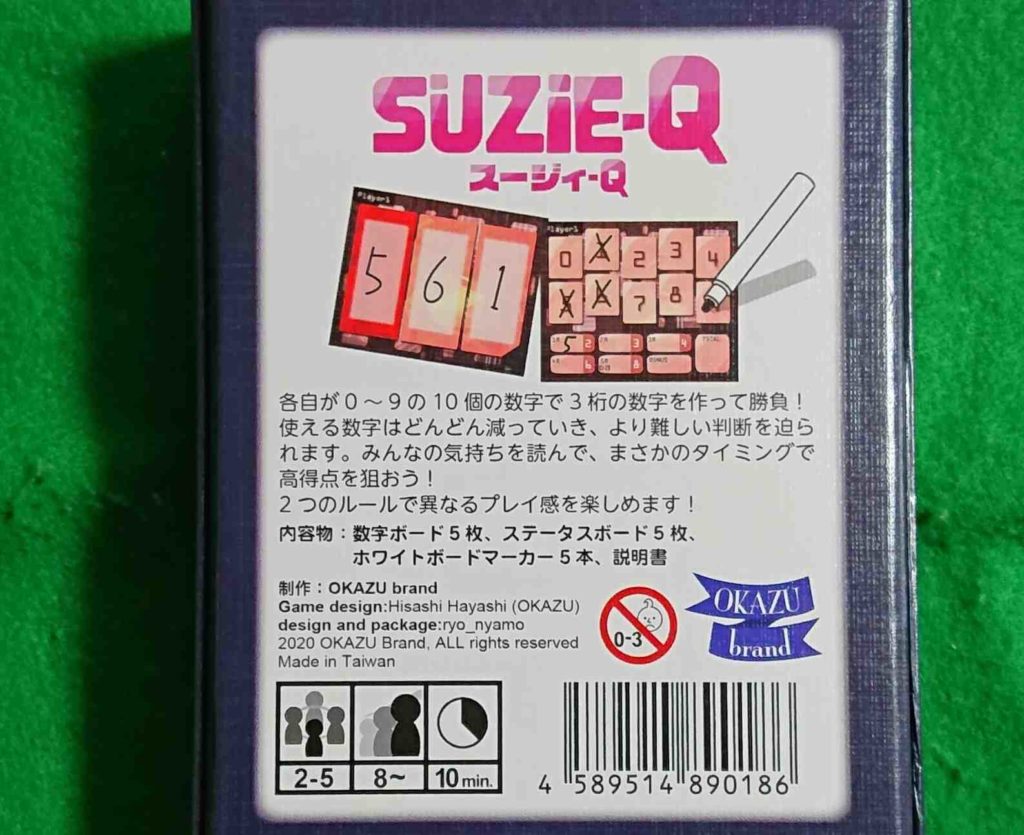 SUZIE-Q
スージィ-Q
Player1
5 6 1
Player1
0 1 2 3 4
5 6 7 8
5 2 3 4 TOTAL
6 8 BONUS
各自が0~9の10個の数字で3桁の数字を作って勝負!
使える数字はどんどん減っていき、より難しい判断を迫ら
れます。みんなの気持ちを読んで、まさかのタイミングで
高得点を狙おう!
2つのルールで異なるプレイ感を楽しめます!
内容物:数字ボード5枚、ステータスボード5枚、
ホワイトボードマーカー5本、説明書
制作:OKAZU brand
Game design:Hisashi Hayashi (OKAZU)
design and package:ryo_nyamo
2020 OKAZU Brand, ALL rights reserved
Made in Taiwan
0-3
OKAZU
brand
2-5 8~ 10 min.
4 589514 890186